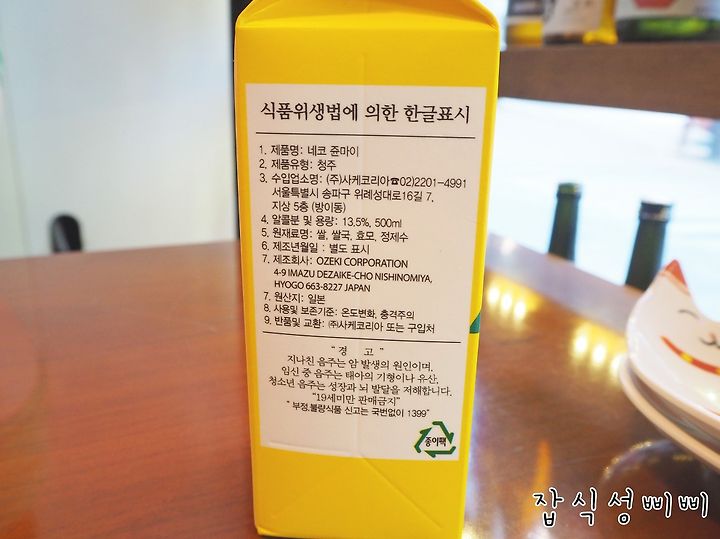 식품위생법에 의한 한글표시
1. 제품명: 네코 쥰마이
2. 제품유형: 청주
3. 수입업소명: (주)사케코리아☎02)2201-4991
서울특별시 송파구 위례성대로16길 7,
지상 5층 (방이동)
4. 알콜분 및 용량: 13.5%, 500ml
5. 원재료명: 쌀, 쌀국, 효모, 정제수
6. 제조년월일 : 별도 표시
7. 제조회사: OZEKI CORPORATION
4-9 IMAZU DEZAIKE-CHO NISHINOMIYA,
HYOGO 663-8227 JAPAN
7. 원산지: 일본
8. 사용및 보존기준: 온도변화, 충격주의
9. 반품및 교환: ㈜사케코리아 또는 구입처
" 경 고 "
지나친 음주는 암 발생의 원인이며,
임신 중 음주는 태아의 기형이나 유산,
청소년 음주는 성장과 뇌 발달을 저해합니다.
"19세미만 판매금지"
" 부정,불량식품 신고는 국번없이 1399"
종이팩
잡식성삐삐